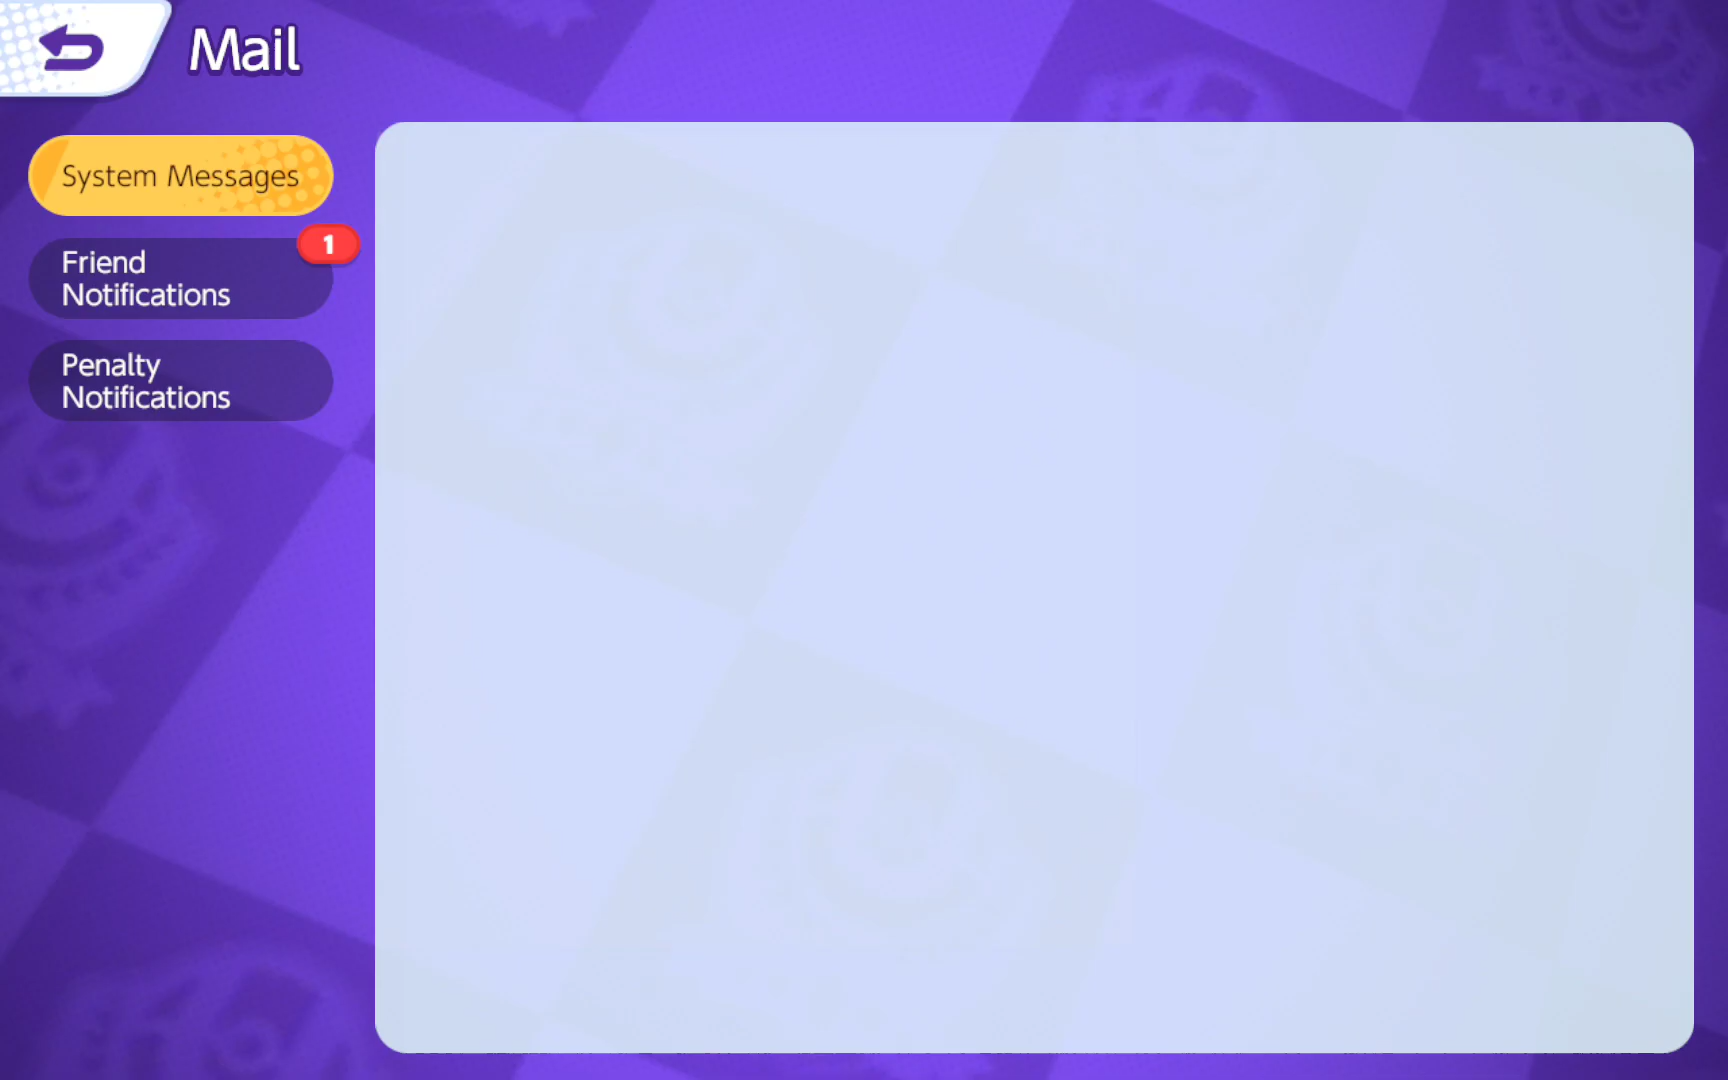 Mail
System Messages
1
Friend
Notifications
Penalty
Notifications